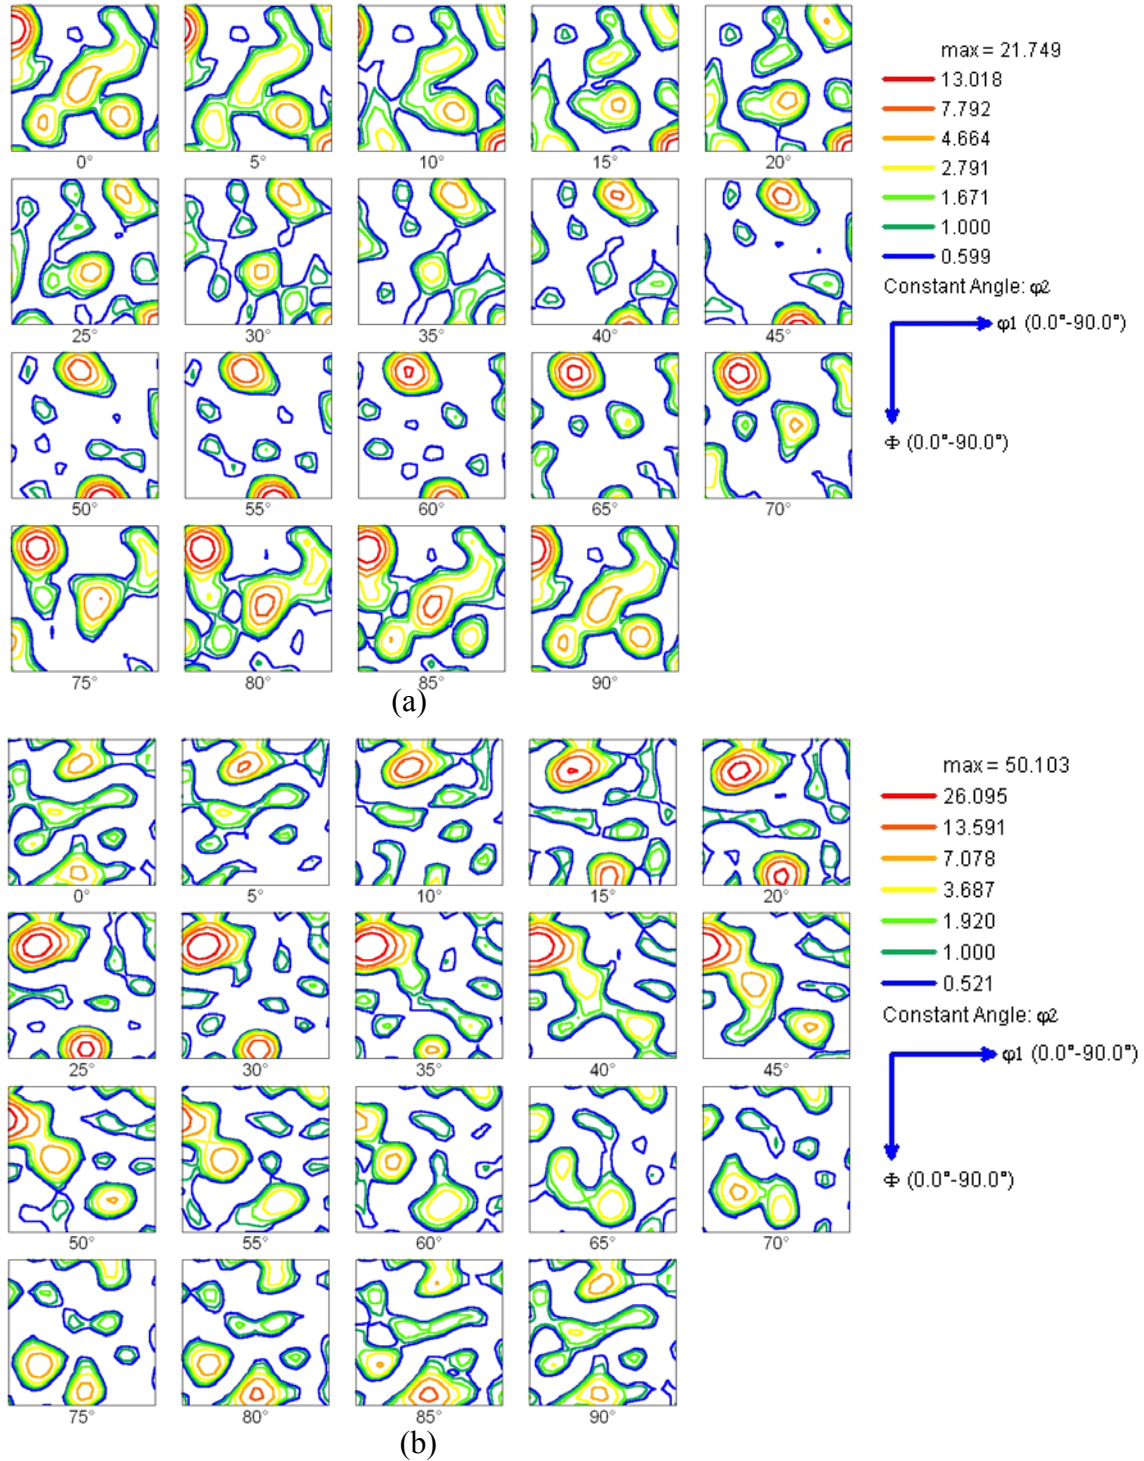 0° 5° 10° 15° 20°
25° 30° 35° 40° 45°
50° 55° 60° 65° 70°
75° 80° 85° 90°
max = 21.749
13.018
7.792
4.664
2.791
1.671
1.000
0.599
Constant Angle: φ2
φ1 (0.0°-90.0°)
Φ (0.0°-90.0°)
(a)
0° 5° 10° 15° 20°
25° 30° 35° 40° 45°
50° 55° 60° 65° 70°
75° 80° 85° 90°
max = 50.103
26.095
13.591
7.078
3.687
1.920
1.000
0.521
Constant Angle: φ2
φ1 (0.0°-90.0°)
Φ (0.0°-90.0°)
(b)